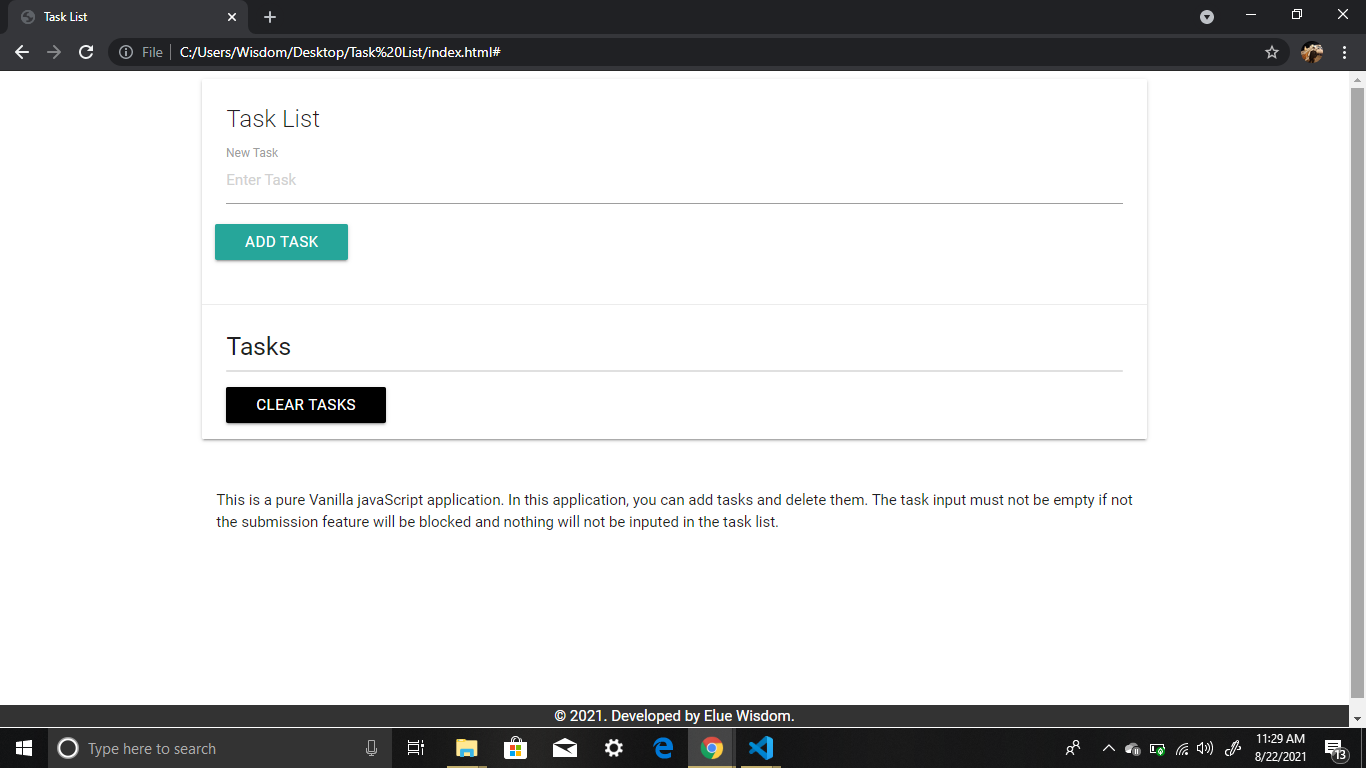 Task List
File
C:/Users/Wisdom/Desktop/Task%20List/index.html#
Task List
New Task
Enter Task
ADD TASK
Tasks
CLEAR TASKS
This is a pure Vanilla javaScript application. In this application, you can add tasks and delete them. The task input must not be empty if not
the submission feature will be blocked and nothing will not be inputed in the task list.
© 2021. Developed by Elue Wisdom.
Type here to search
11:29 AM
8/22/2021
13